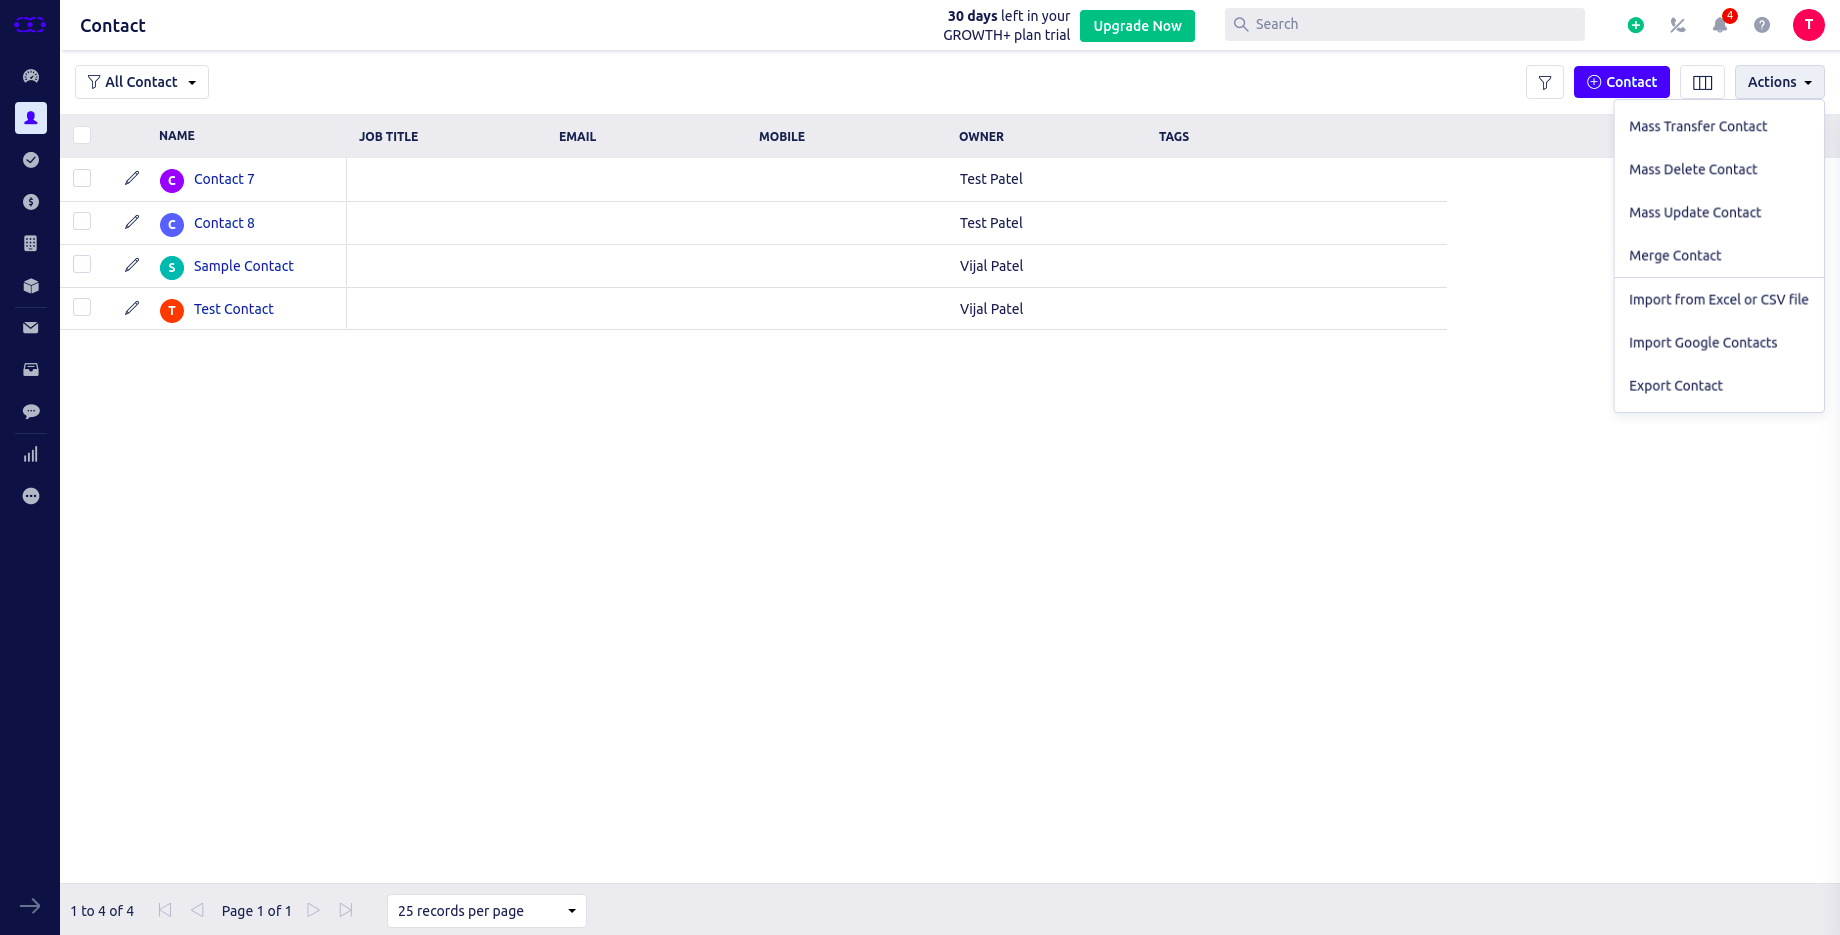 Contact
30 days left in your
GROWTH+ plan trial
Upgrade Now
Search
4
T
All Contact
Contact
Actions
NAME JOB TITLE EMAIL MOBILE OWNER TAGS
C Contact 7 Test Patel
C Contact 8 Test Patel
S Sample Contact Vijal Patel
T Test Contact Vijal Patel
Mass Transfer Contact
Mass Delete Contact
Mass Update Contact
Merge Contact
Import from Excel or CSV file
Import Google Contacts
Export Contact
1 to 4 of 4 Page 1 of 1 25 records per page